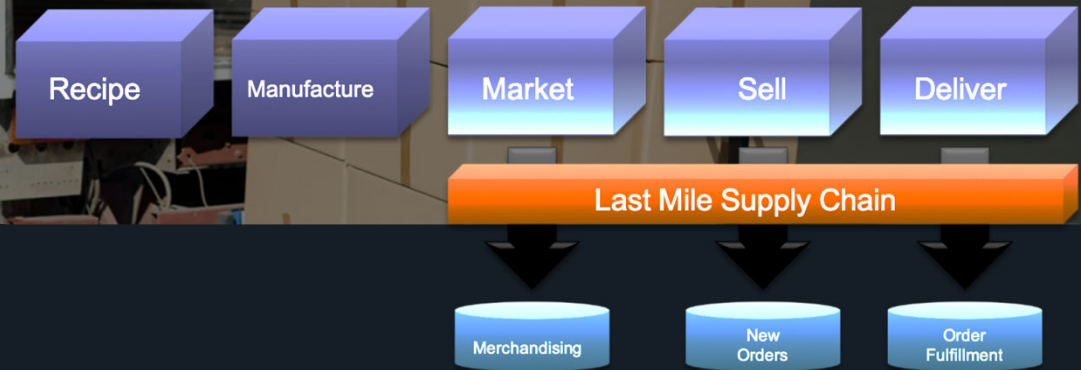 Recipe
Manufacture
Market
Sell
Deliver
Last Mile Supply Chain
Merchandising
New
Orders
Order
Fulfillment